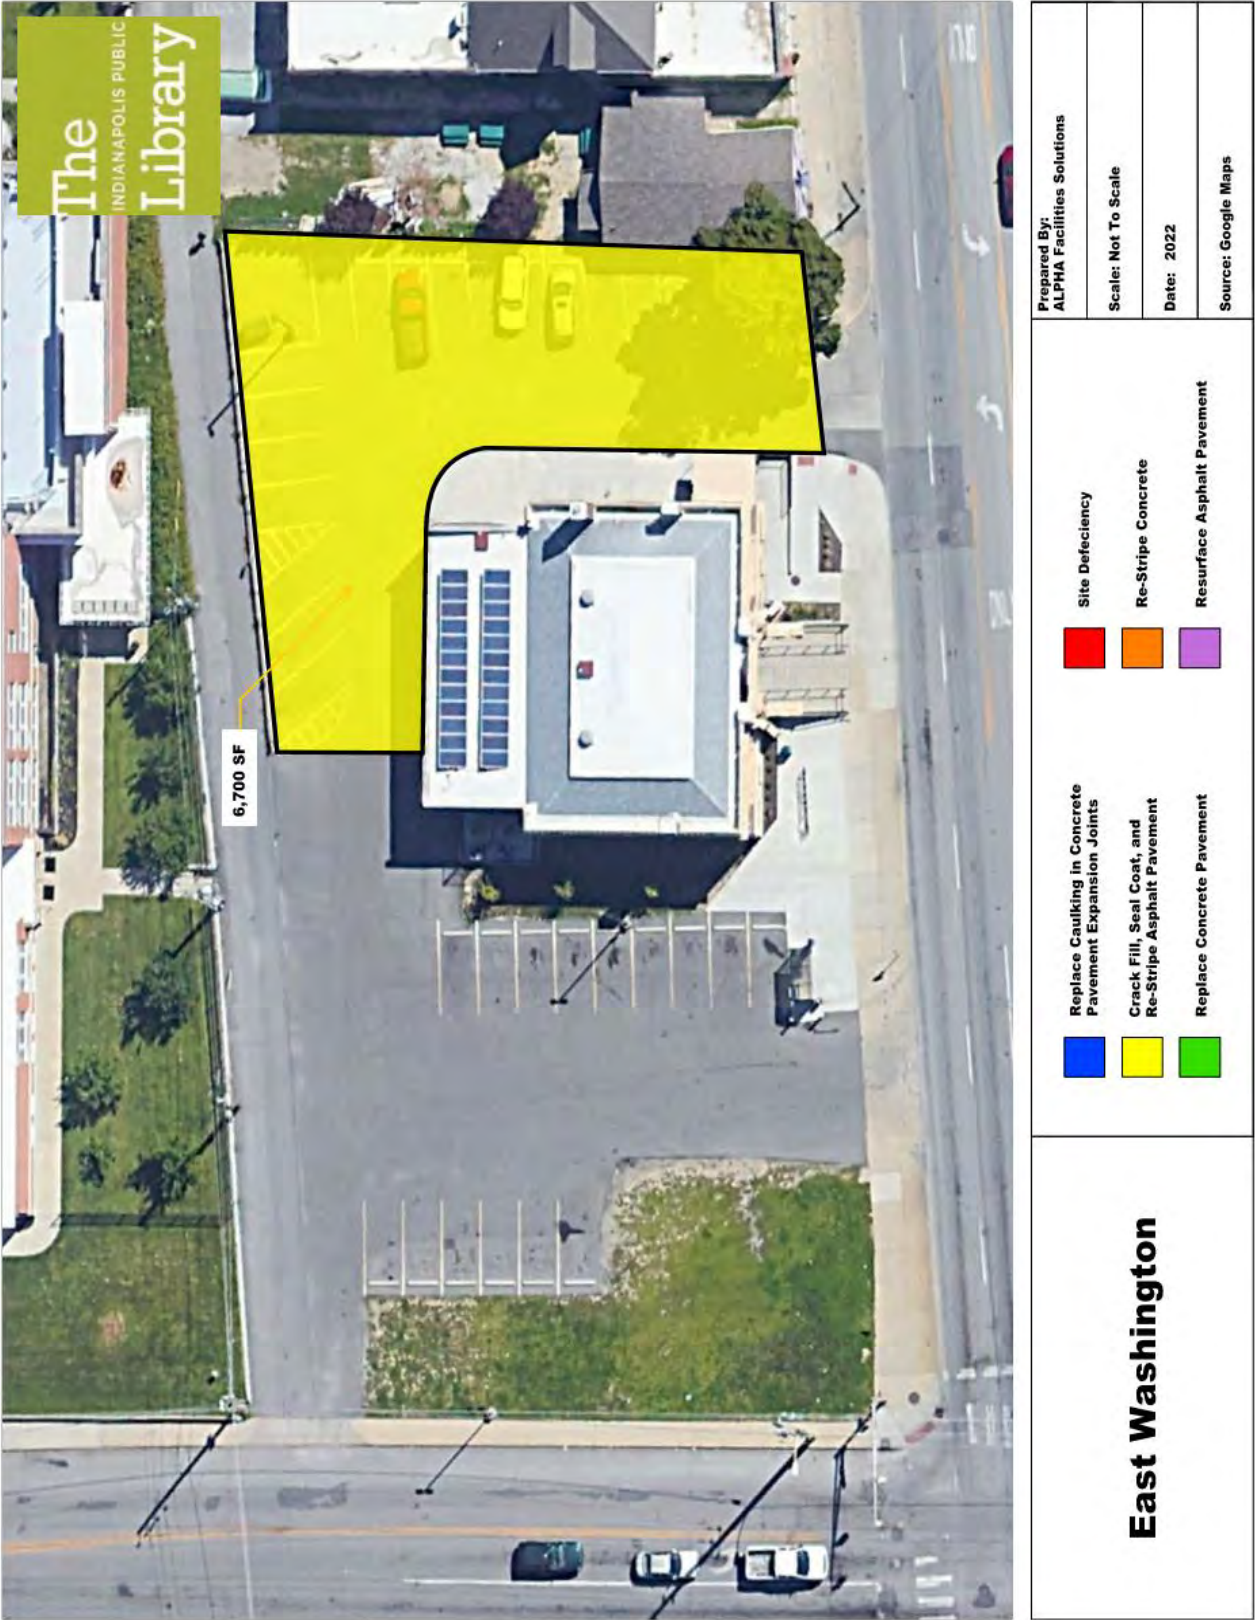 The
INDIANAPOLIS PUBLIC
Library
6,700 SF
East Washington
Replace Caulking in Concrete
Pavement Expansion Joints
Crack Fill, Seal Coat, and
Re-Stripe Asphalt Pavement
Replace Concrete Pavement
Site Defeciency
Re-Stripe Concrete
Resurface Asphalt Pavement
Prepared By:
ALPHA Facilities Solutions
Scale: Not To Scale
Date: 2022
Source: Google Maps